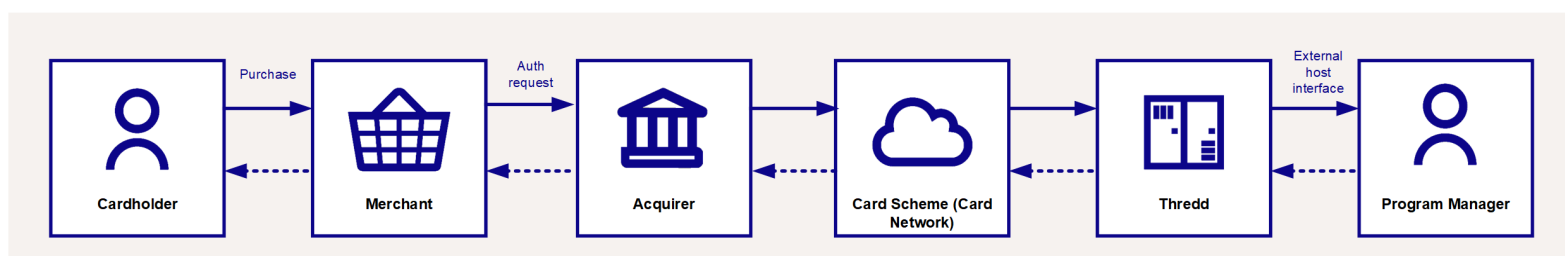 Purchase
Auth
request
External
host
interface
Cardholder
Merchant
Acquirer
Card Scheme (Card
Network)
Thredd
Program Manager